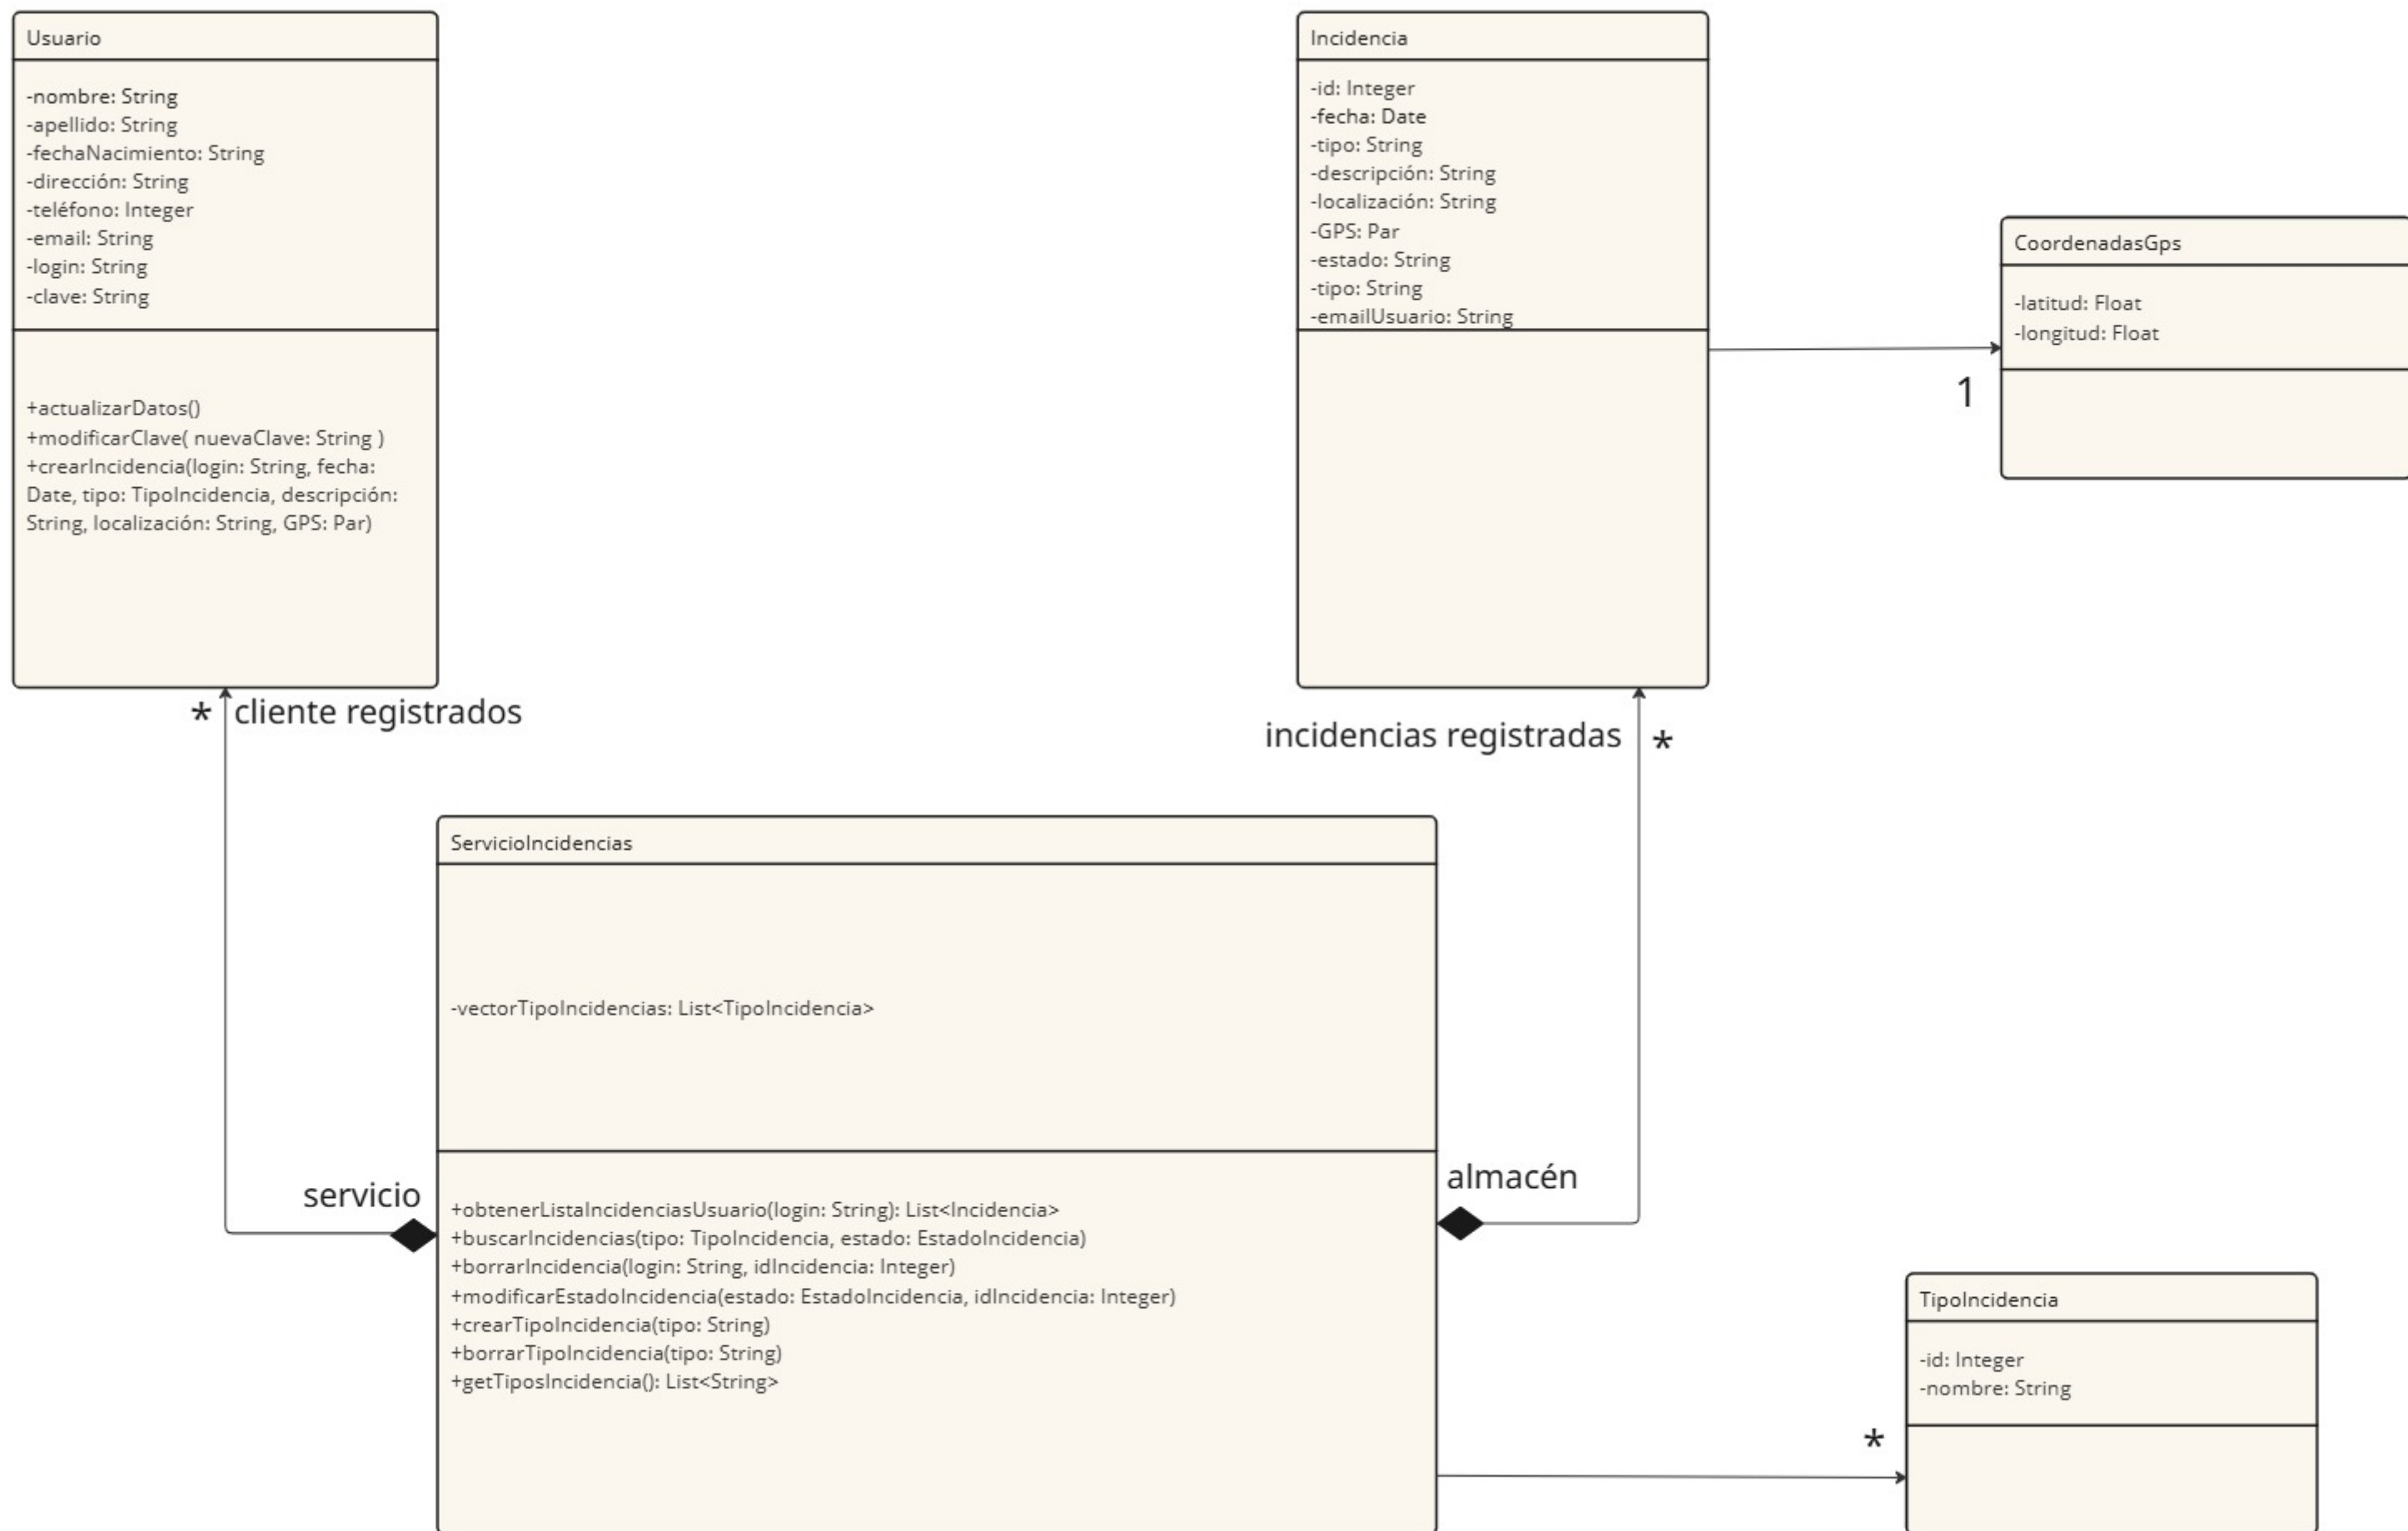 Usuario
-nombre: String
-apellido: String
-fechaNacimiento: String
-dirección: String
-teléfono: Integer
-email: String
-login: String
-clave: String
+actualizarDatos()
+modificarClave( nuevaClave: String )
+crearIncidencia(login: String, fecha:
Date, tipo: TipoIncidencia, descripción:
String, localización: String, GPS: Par)
Incidencia
-id: Integer
-fecha: Date
-tipo: String
-descripción: String
-localización: String
-GPS: Par
-estado: String
-tipo: String
-emailUsuario: String
CoordenadasGps
-latitud: Float
-longitud: Float
1
* cliente registrados
incidencias registradas *
ServicioIncidencias
-vectorTipoIncidencias: List<TipoIncidencia>
servicio
almacén
+obtenerListaIncidenciasUsuario(login: String): List<Incidencia>
+buscarIncidencias(tipo: TipoIncidencia, estado: EstadoIncidencia)
+borrarIncidencia(login: String, idIncidencia: Integer)
+modificarEstadoIncidencia(estado: EstadoIncidencia, idIncidencia: Integer)
+crearTipoIncidencia(tipo: String)
+borrarTipoIncidencia(tipo: String)
+getTiposIncidencia(): List<String>
TipoIncidencia
-id: Integer
-nombre: String
*